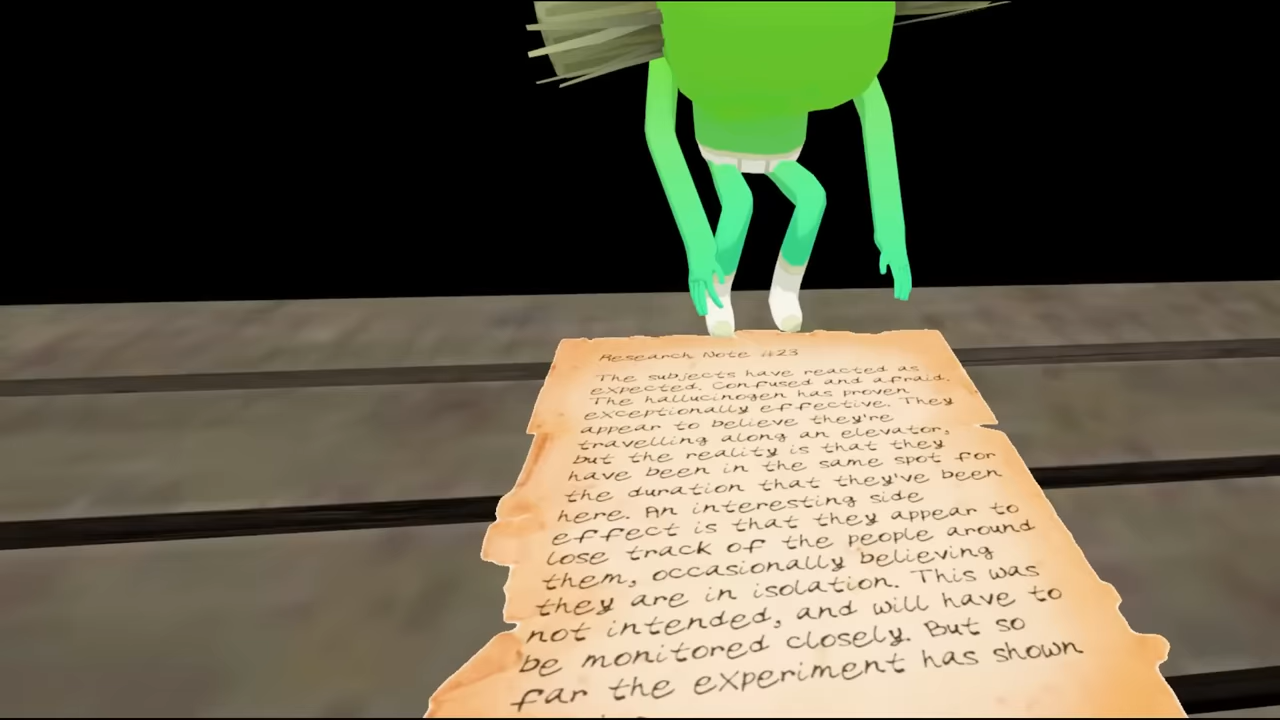 Research Note #23
The subjects have reacted as
expected. Confused and afraid.
The hallucinogen has proven
exceptionally effective. They
appear to believe they're
travelling along an elevator,
but the reality is that they
have been in the same spot for
the duration that they've been
here. An interesting side
effect is that they appear to
lose track of the people around
them, occasionally believing
they are in isolation. This was
not intended, and will have to
be monitored closely. But so
far the experiment has shown